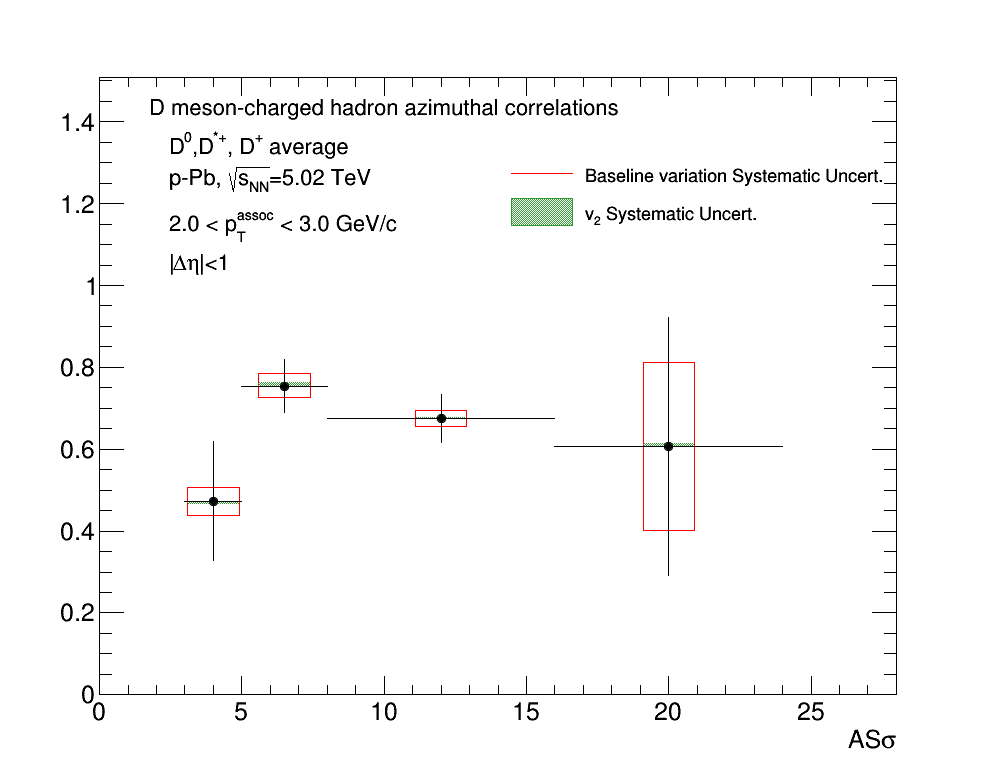 D meson-charged hadron azimuthal correlations
D⁰,D*⁺, D⁺ average
p-Pb, √s_NN=5.02 TeV
2.0 < p_T^assoc < 3.0 GeV/c
|Δη|<1
Baseline variation Systematic Uncert.
v₂ Systematic Uncert.
1.4
1.2
1
0.8
0.6
0.4
0.2
0
0 5 10 15 20 25
ASσ